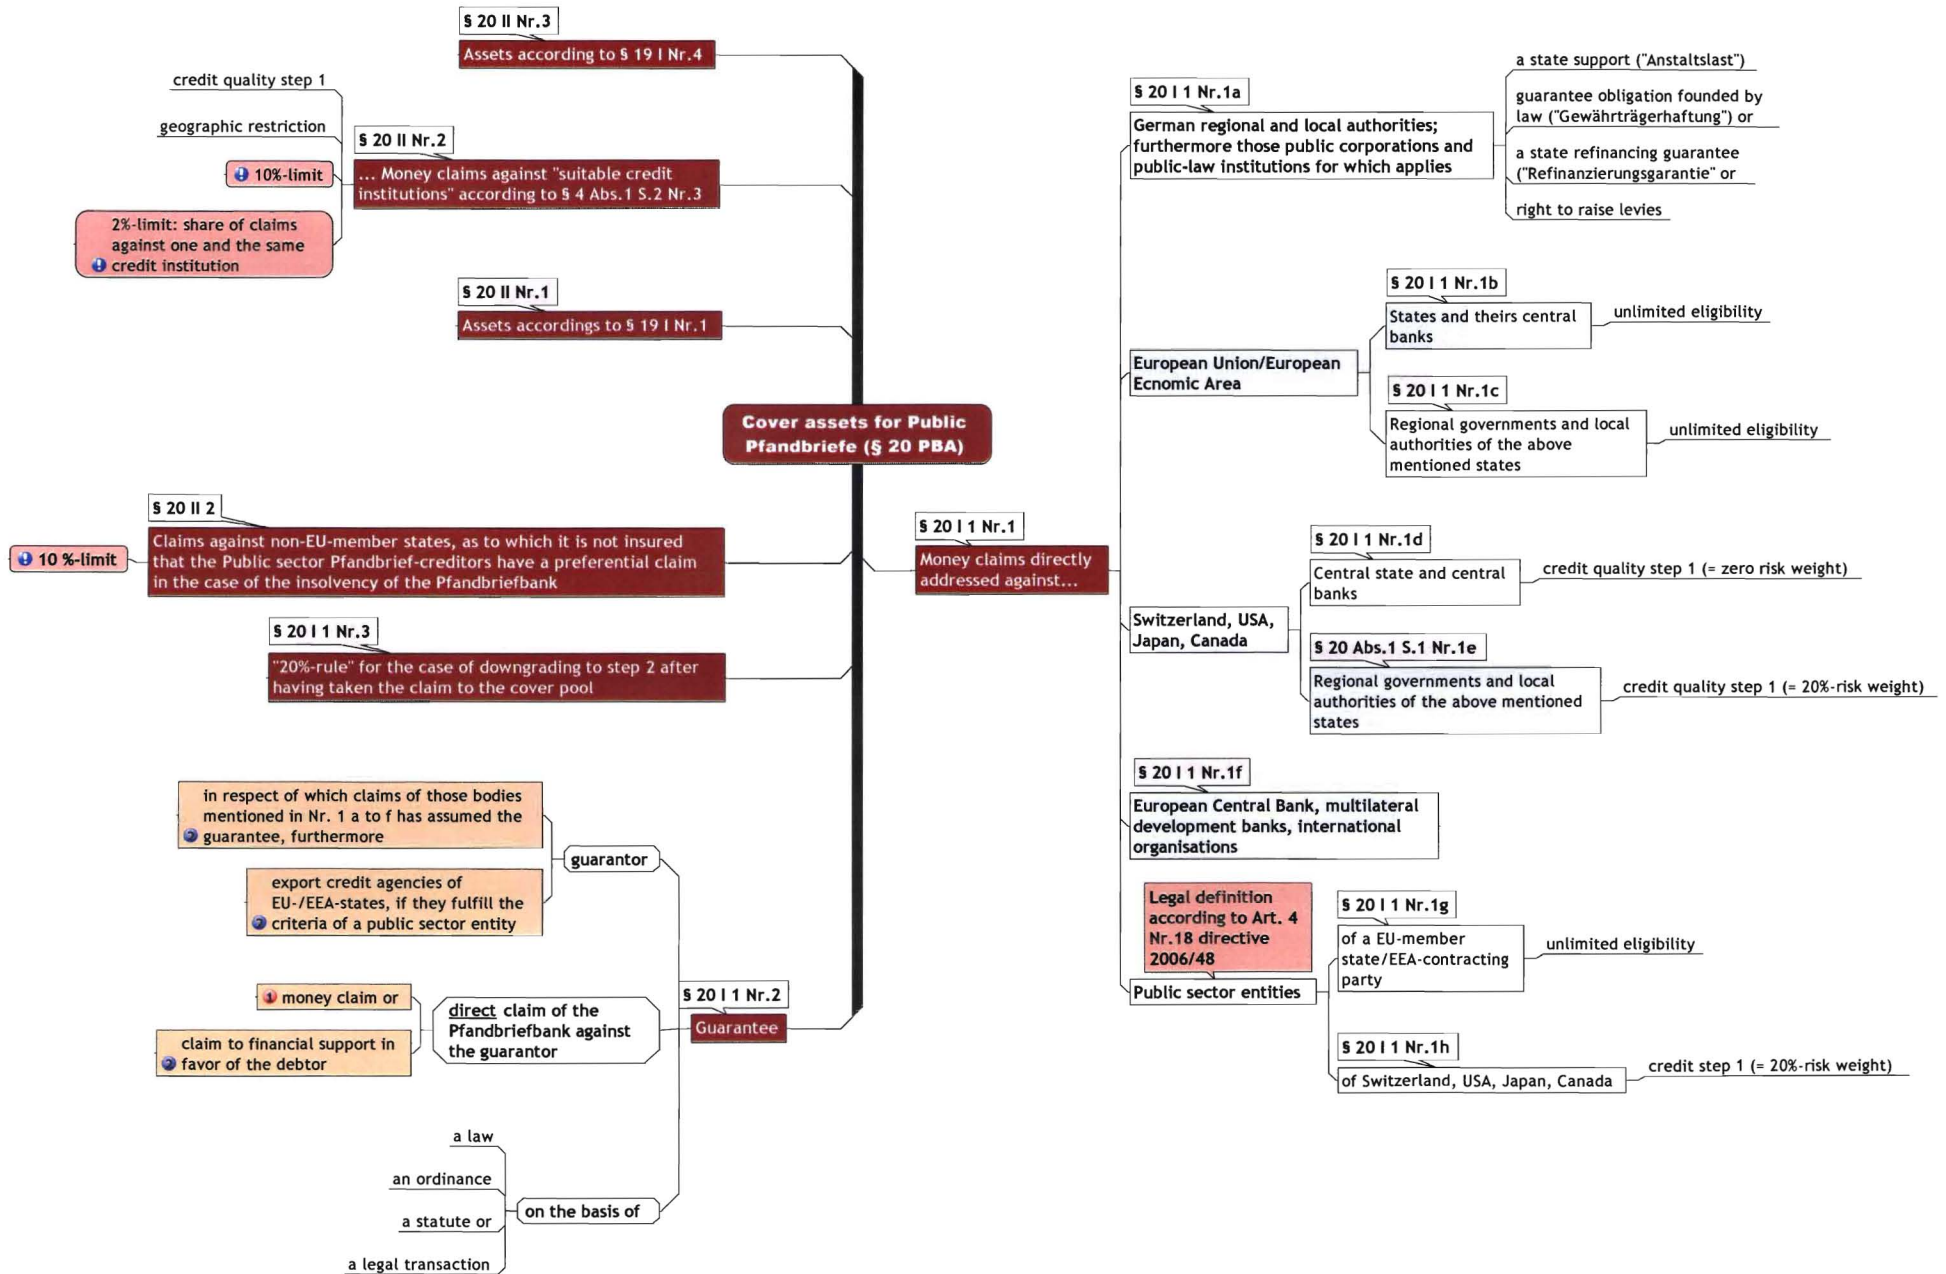 § 20 II Nr.3
Assets according to § 19 I Nr.4
credit quality step 1
geographic restriction
10%-limit
2%-limit: share of claims
against one and the same
credit institution
§ 20 II Nr.2
... Money claims against "suitable credit
institutions" according to § 4 Abs.1 S.2 Nr.3
§ 20 II Nr.1
Assets accordings to § 19 I Nr.1
Cover assets for Public
Pfandbriefe (§ 20 PBA)
§ 20 II 2
10 %-limit
Claims against non-EU-member states, as to which it is not insured
that the Public sector Pfandbrief-creditors have a preferential claim
in the case of the insolvency of the Pfandbriefbank
§ 20 I 1 Nr.3
"20%-rule" for the case of downgrading to step 2 after
having taken the claim to the cover pool
in respect of which claims of those bodies
mentioned in Nr. 1 a to f has assumed the
guarantee, furthermore
export credit agencies of
EU-/EEA-states, if they fulfill the
criteria of a public sector entity
guarantor
1 money claim or
2 claim to financial support in
favor of the debtor
direct claim of the
Pfandbriefbank against
the guarantor
§ 20 I 1 Nr.2
Guarantee
a law
an ordinance
a statute or
a legal transaction
on the basis of
§ 20 I 1 Nr.1
Money claims directly
addressed against...
§ 20 I 1 Nr.1a
German regional and local authorities;
furthermore those public corporations and
public-law institutions for which applies
a state support ("Anstaltslast")
guarantee obligation founded by
law ("Gewährträgerhaftung") or
a state refinancing guarantee
("Refinanzierungsgarantie" or
right to raise levies
European Union/European
Ecnomic Area
§ 20 I 1 Nr.1b
States and theirs central
banks
unlimited eligibility
§ 20 I 1 Nr.1c
Regional governments and local
authorities of the above
mentioned states
unlimited eligibility
Switzerland, USA,
Japan, Canada
§ 20 I 1 Nr.1d
Central state and central
banks
credit quality step 1 (= zero risk weight)
§ 20 Abs.1 S.1 Nr.1e
Regional governments and local
authorities of the above mentioned
states
credit quality step 1 (= 20%-risk weight)
§ 20 I 1 Nr.1f
European Central Bank, multilateral
development banks, international
organisations
Legal definition
according to Art. 4
Nr.18 directive
2006/48
Public sector entities
§ 20 I 1 Nr.1g
of a EU-member
state/EEA-contracting
party
unlimited eligibility
§ 20 I 1 Nr.1h
of Switzerland, USA, Japan, Canada
credit step 1 (= 20%-risk weight)